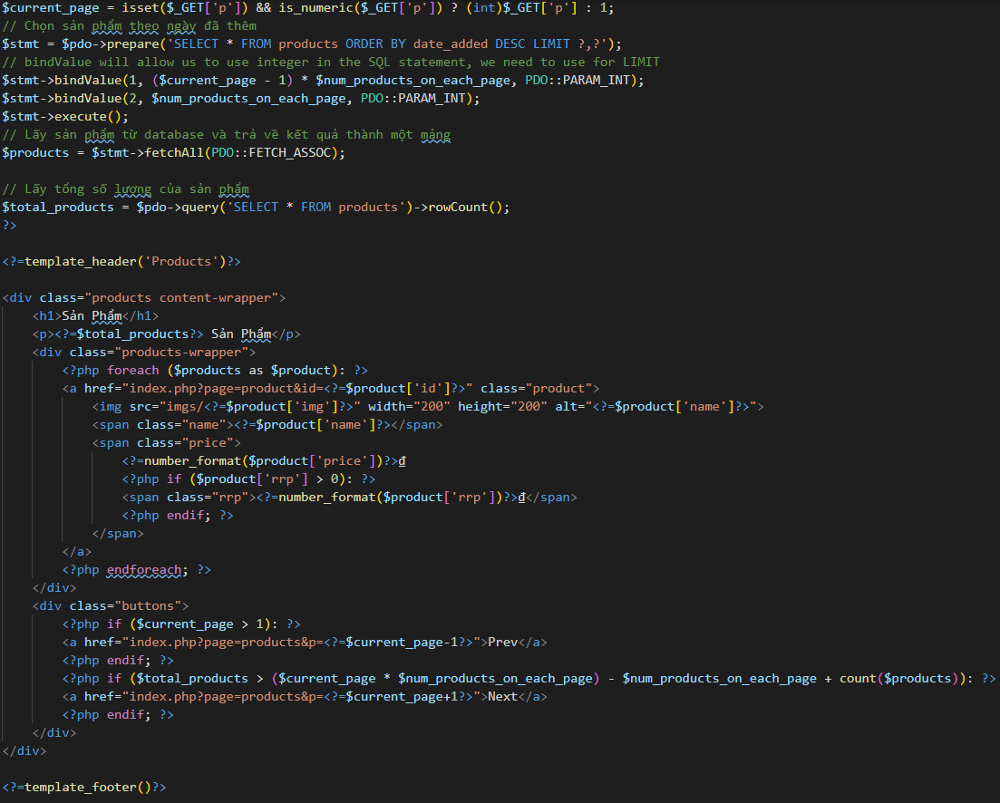 $current_page = isset($_GET['p']) && is_numeric($_GET['p']) ? (int)$_GET['p'] : 1;
// Chọn sản phẩm theo ngày đã thêm
$stmt = $pdo->prepare('SELECT * FROM products ORDER BY date_added DESC LIMIT ?,?');
// bindValue will allow us to use integer in the SQL statement, we need to use for LIMIT
$stmt->bindValue(1, ($current_page - 1) * $num_products_on_each_page, PDO::PARAM_INT);
$stmt->bindValue(2, $num_products_on_each_page, PDO::PARAM_INT);
$stmt->execute();
// Lấy sản phẩm từ database và trả về kết quả thành một mảng
$products = $stmt->fetchAll(PDO::FETCH_ASSOC);

// Lấy tổng số lượng của sản phẩm
$total_products = $pdo->query('SELECT * FROM products')->rowCount();
?>

<?=template_header('Products')?>

<div class="products content-wrapper">
    <h1>Sản Phẩm</h1>
    <p><?=$total_products?> Sản Phẩm</p>
    <div class="products-wrapper">
        <?php foreach ($products as $product): ?>
        <a href="index.php?page=product&id=<?=$product['id']?>" class="product">
            <img src="imgs/<?=$product['img']?>" width="200" height="200" alt="<?=$product['name']?>">
            <span class="name"><?=$product['name']?></span>
            <span class="price">
                <?=number_format($product['price'])?>₫
                <?php if ($product['rrp'] > 0): ?>
                <span class="rrp"><?=number_format($product['rrp'])?>₫</span>
                <?php endif; ?>
            </span>
        </a>
        <?php endforeach; ?>
    </div>
    <div class="buttons">
        <?php if ($current_page > 1): ?>
        <a href="index.php?page=products&p=<?=$current_page-1?>">Prev</a>
        <?php endif; ?>
        <?php if ($total_products > ($current_page * $num_products_on_each_page) - $num_products_on_each_page + count($products)): ?>
        <a href="index.php?page=products&p=<?=$current_page+1?>">Next</a>
        <?php endif; ?>
    </div>
</div>

<?=template_footer()?>